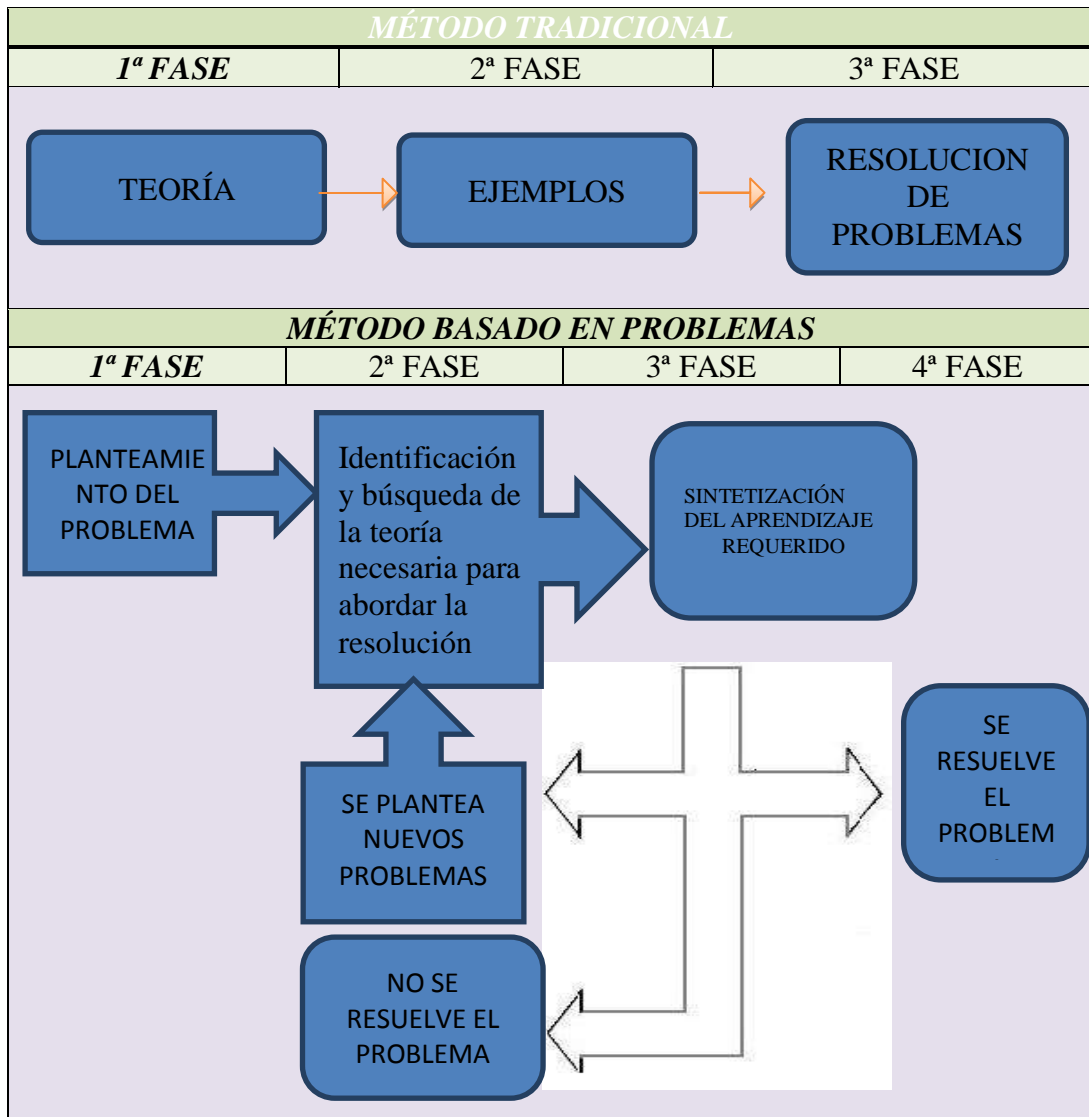 MÉTODO TRADICIONAL
1ª FASE 2ª FASE 3ª FASE
TEORÍA
EJEMPLOS
RESOLUCION
DE
PROBLEMAS
MÉTODO BASADO EN PROBLEMAS
1ª FASE 2ª FASE 3ª FASE 4ª FASE
PLANTEAMIE
NTO DEL
PROBLEMA
Identificación
y búsqueda de
la teoría
necesaria para
abordar la
resolución
SINTETIZACIÓN
DEL APRENDIZAJE
REQUERIDO
SE PLANTEA
NUEVOS
PROBLEMAS
SE
RESUELVE
EL
PROBLEM
NO SE
RESUELVE EL
PROBLEMA